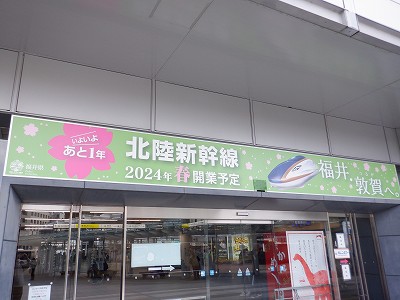 いよいよ
あと1年
福井県
北陸新幹線
2024年春開業予定
福井、
敦賀へ。